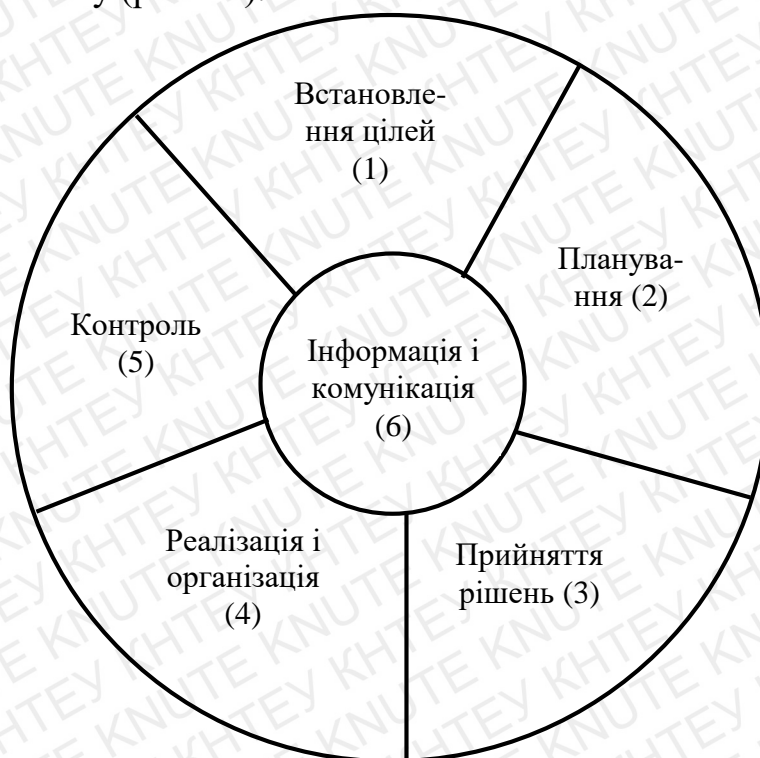 Встановле-
ння цілей
(1)
Планува-
ння (2)
Контроль
(5)
Інформація і
комунікація
(6)
Реалізація і
організація
(4)
Прийняття
рішень (3)